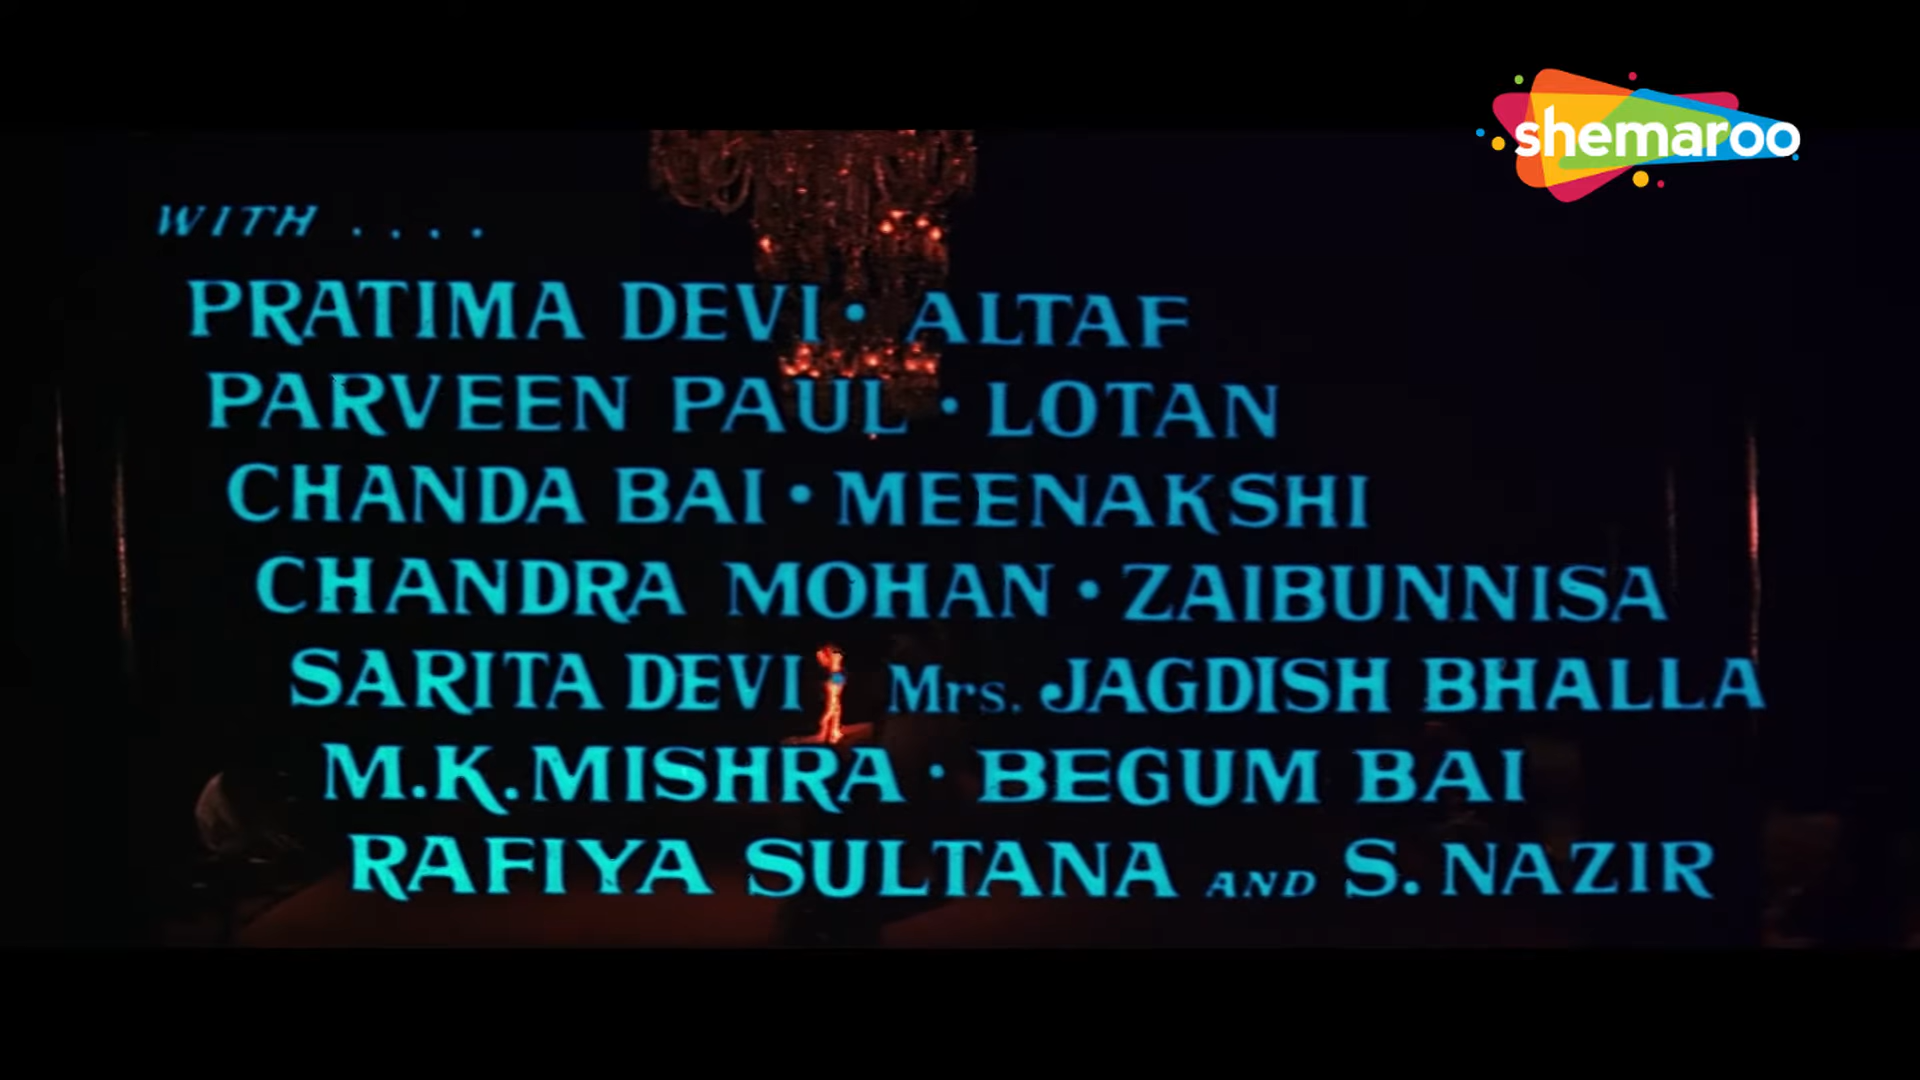 shemaroo
WITH ....
PRATIMA DEVI • ALTAF
PARVEEN PAUL • LOTAN
CHANDA BAI • MEENAKSHI
CHANDRA MOHAN • ZAIBUNNISA
SARITA DEVI Mrs. JAGDISH BHALLA
M.K.MISHRA • BEGUM BAI
RAFIYA SULTANA AND S. NAZIR